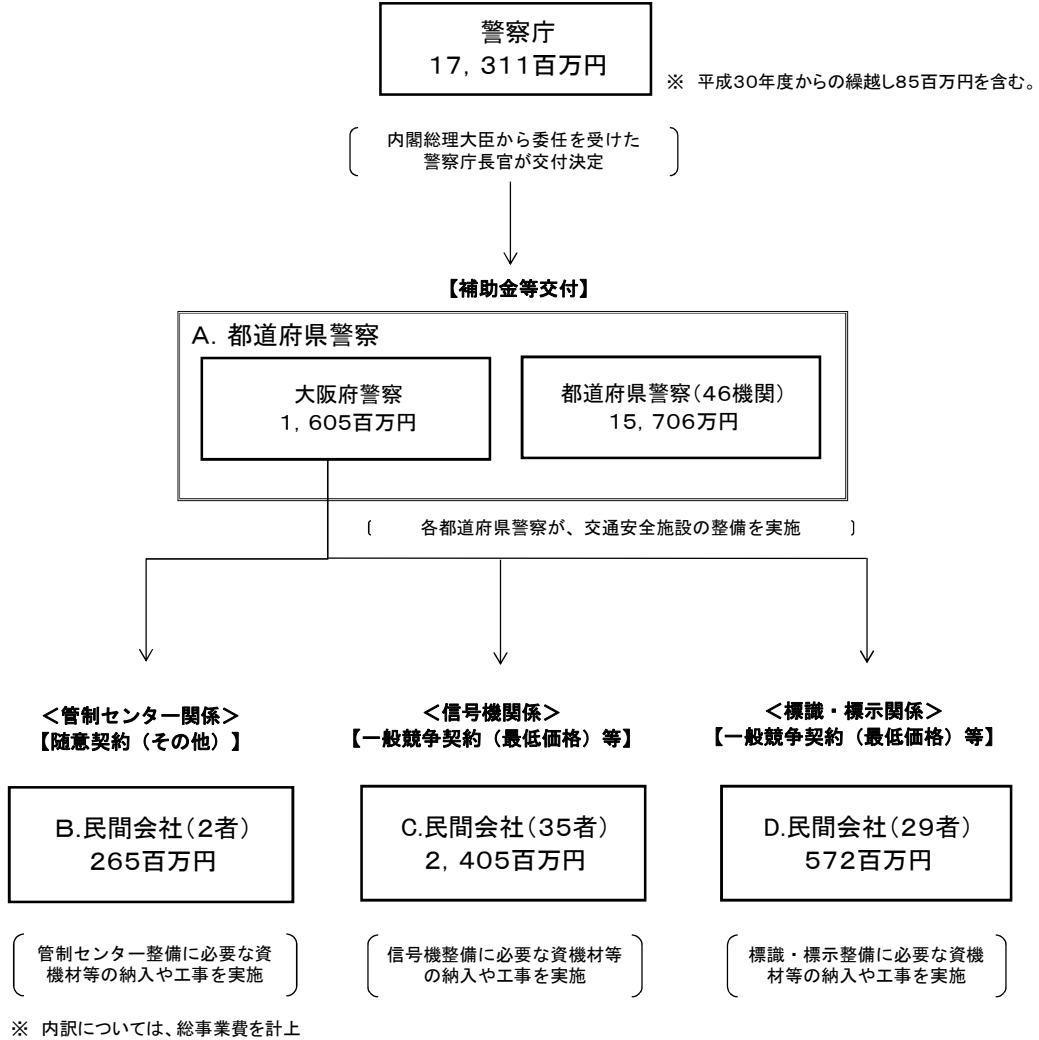 警察庁
17,311百万円
※ 平成30年度からの繰越し85百万円を含む。
内閣総理大臣から委任を受けた
警察庁長官が交付決定
【補助金等交付】
A. 都道府県警察
大阪府警察
1,605百万円
都道府県警察(46機関)
15,706万円
各都道府県警察が、交通安全施設の整備を実施
＜管制センター関係＞
【随意契約（その他）】
＜信号機関係＞
【一般競争契約（最低価格）等】
＜標識・標示関係＞
【一般競争契約（最低価格）等】
B.民間会社(2者)
265百万円
C.民間会社(35者)
2,405百万円
D.民間会社(29者)
572百万円
管制センター整備に必要な資
機材等の納入や工事を実施
信号機整備に必要な資機材等
の納入や工事を実施
標識・標示整備に必要な資機
材等の納入や工事を実施
※ 内訳については、総事業費を計上